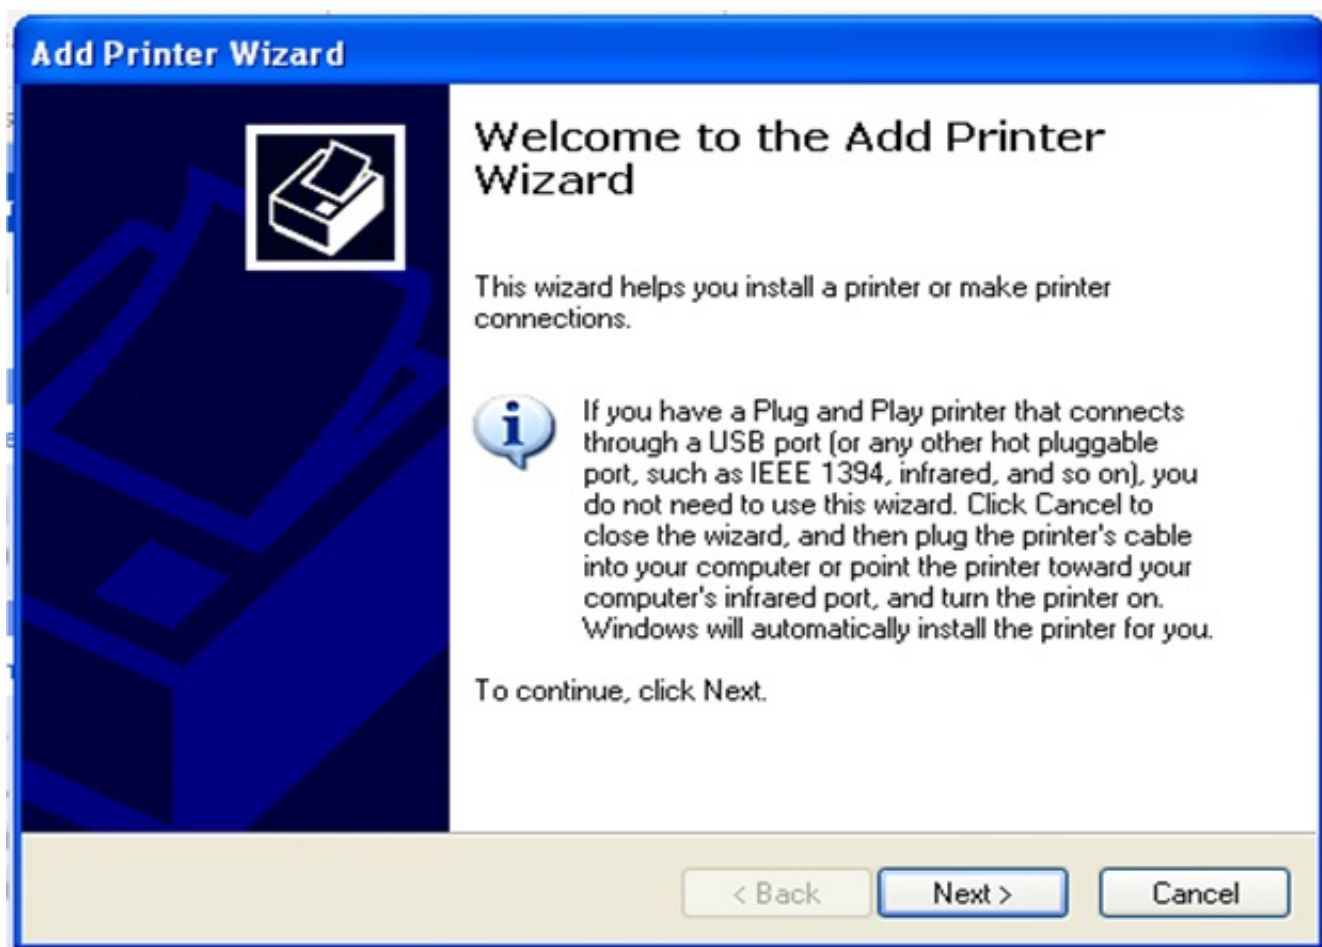 Add Printer Wizard
Welcome to the Add Printer
Wizard
This wizard helps you install a printer or make printer
connections.
If you have a Plug and Play printer that connects
through a USB port (or any other hot pluggable
port, such as IEEE 1394, infrared, and so on), you
do not need to use this wizard. Click Cancel to
close the wizard, and then plug the printer's cable
into your computer or point the printer toward your
computer's infrared port, and turn the printer on.
Windows will automatically install the printer for you.
To continue, click Next.
< Back Next > Cancel